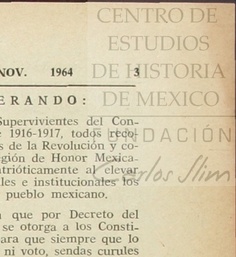 CENTRO DE
ESTUDIOS
DE HISTORIA
DE MEXICO
FUNDACIÓN
Carlos Slim
NOV. 1964 3
ERANDO:
Supervivientes del Con-
e 1916-1917, todos reco-
s de la Revolución y co-
egión de Honor Mexica-
atrióticamente al elevar
les e institucionales los
pueblo mexicano.
a que por Decreto del
se otorga a los Consti-
ara que siempre que lo
ni voto, sendas curules